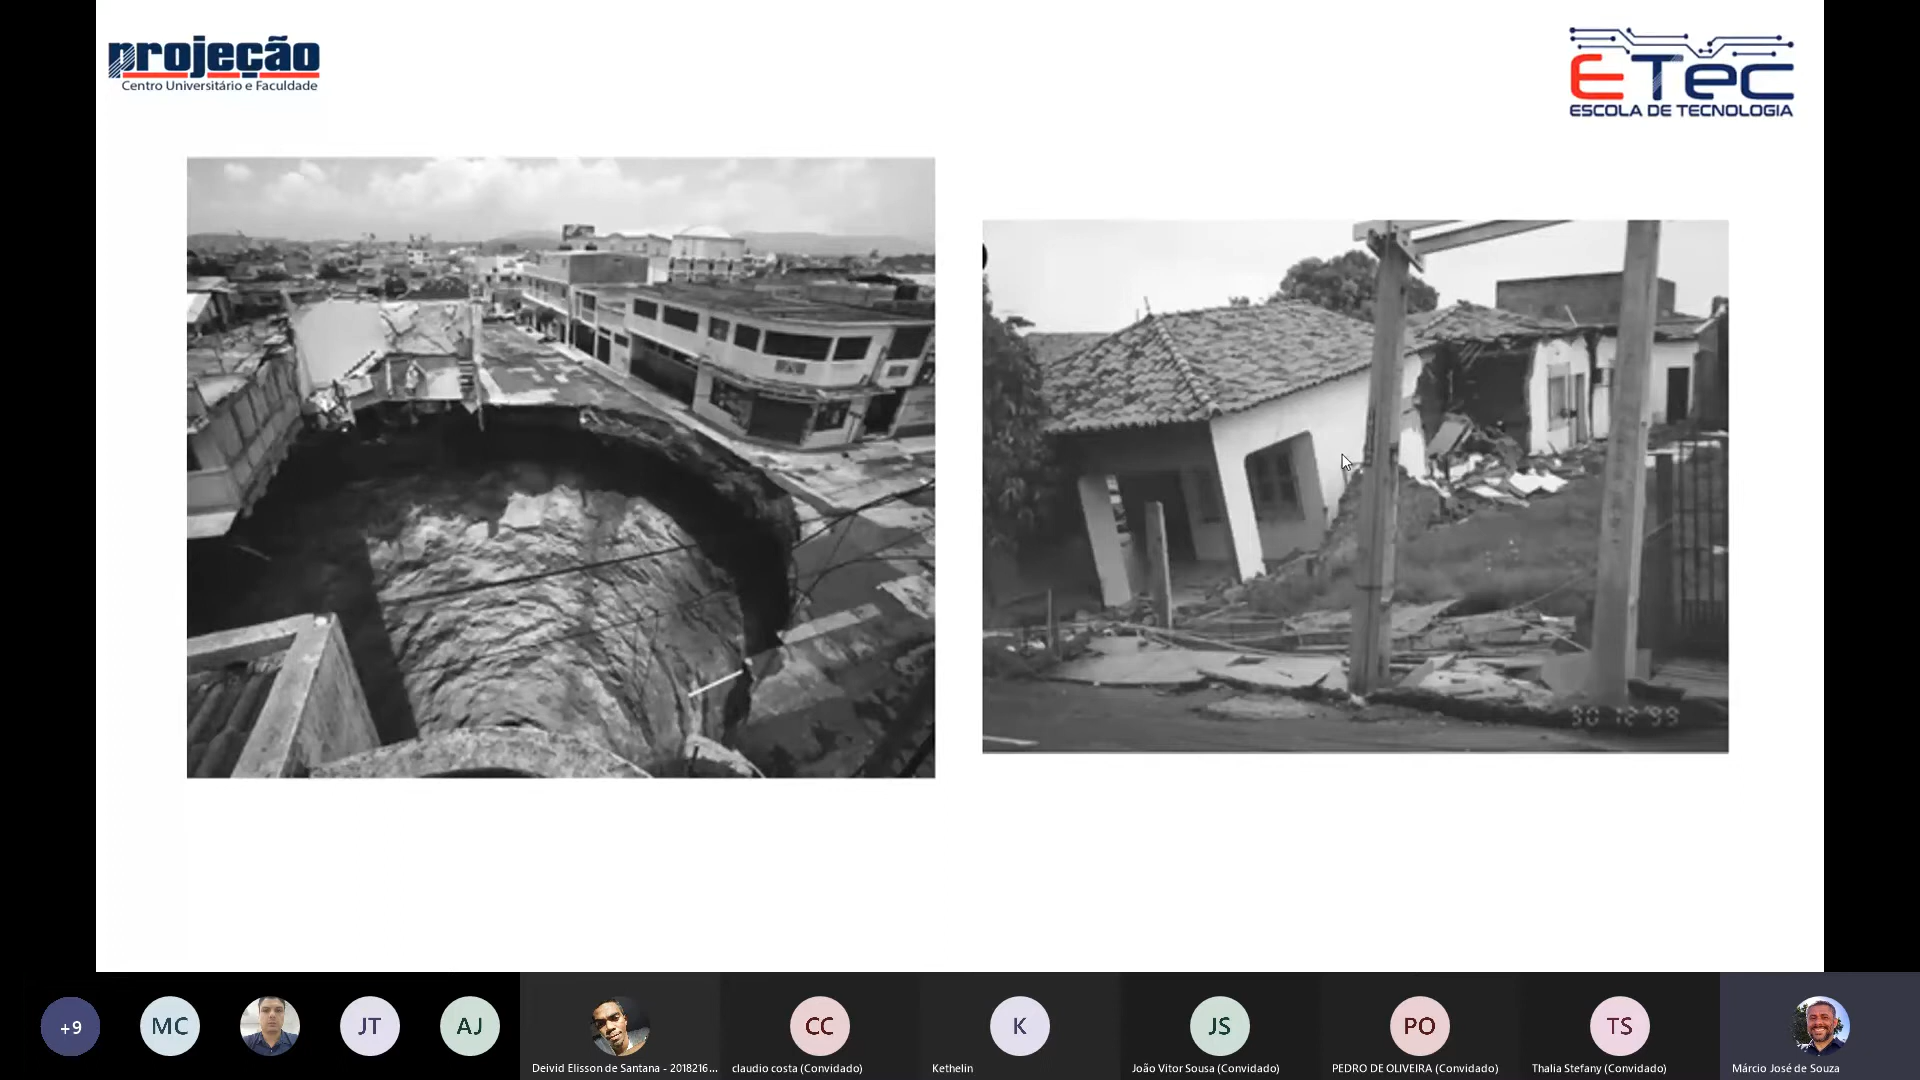 projeção
Centro Universitário e Faculdade
ETec
ESCOLA DE TECNOLOGIA
30 12 '99
+9
MC
JT
AJ
CC
K
JS
PO
TS
Deivid Elisson de Santana - 2018216...
claudio costa (Convidado)
Kethelin
João Vitor Sousa (Convidado)
PEDRO DE OLIVEIRA (Convidado)
Thalia Stefany (Convidado)
Márcio José de Souza